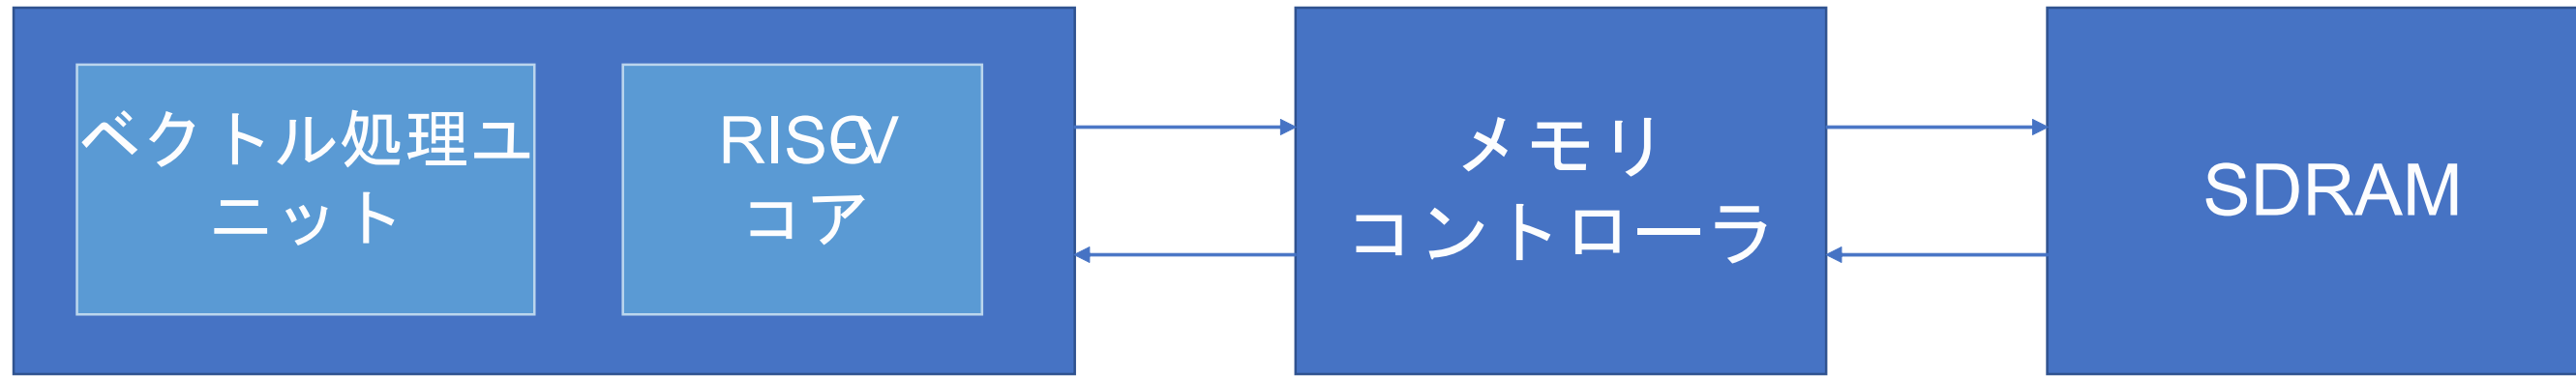 ベクトル処理ユ
ニット
RISC-V
コア
メモリ
コントローラ
SDRAM